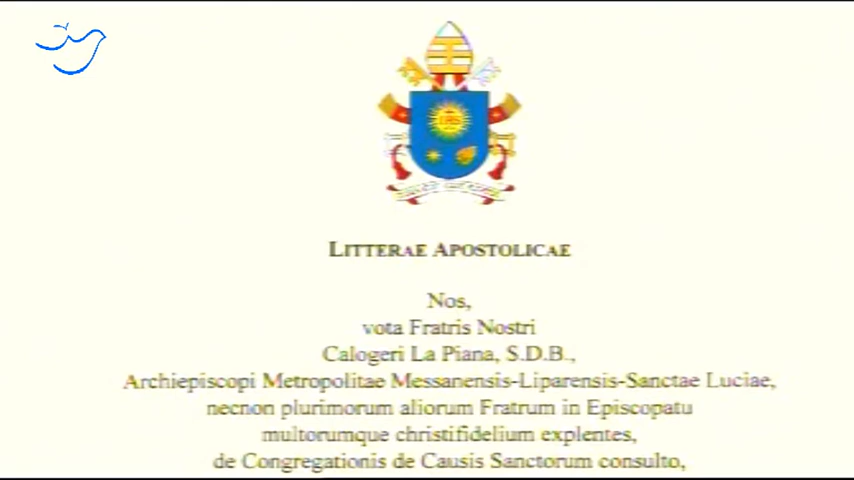 IHS
LITTERAE APOSTOLICAE
Nos,
vota Fratris Nostri
Calogeri La Piana, S.D.B.,
Archiepiscopi Metropolitae Messanensis-Liparensis-Sanctae Luciae,
necnon plurimorum aliorum Fratrum in Episcopatu
multorumque christifidelium explentes,
de Congregationis de Causis Sanctorum consulto,